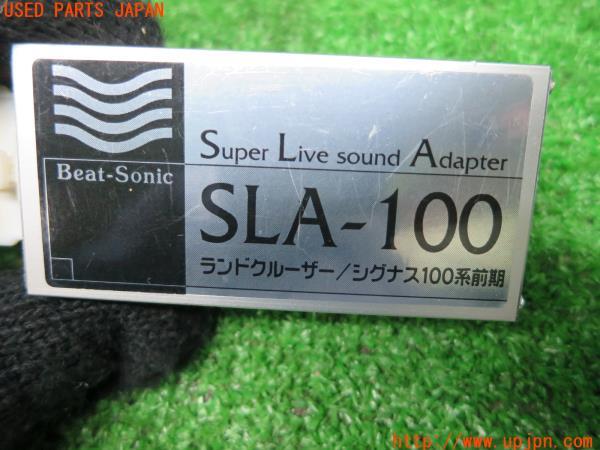 USED PARTS JAPAN
Beat-Sonic
Super Live sound Adapter
SLA-100
ランドクルーザー/シグナス100系前期
http://www.upjpn.com/